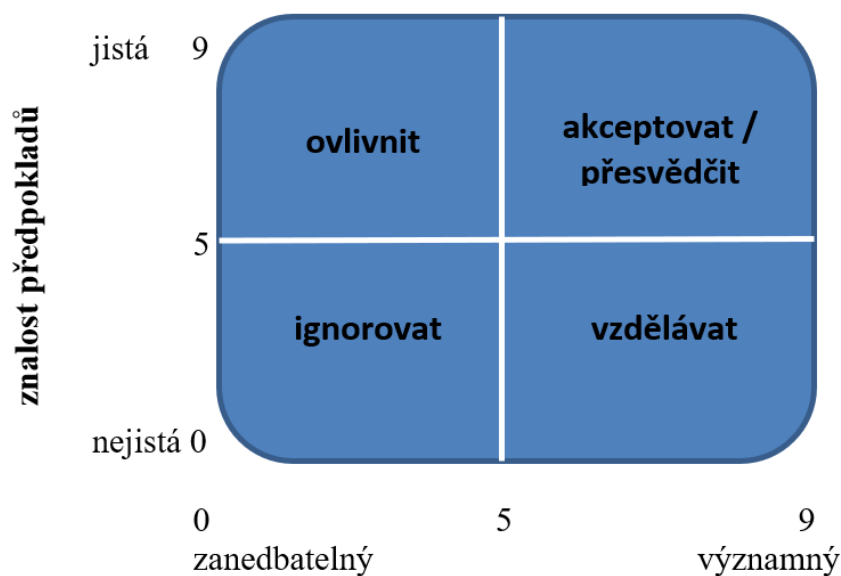 jistá 9
ovlivnit
akceptovat /
přesvědčit
znalost předpokladů
5
ignorovat
vzdělávat
nejistá 0
0 5 9
zanedbatelný významný